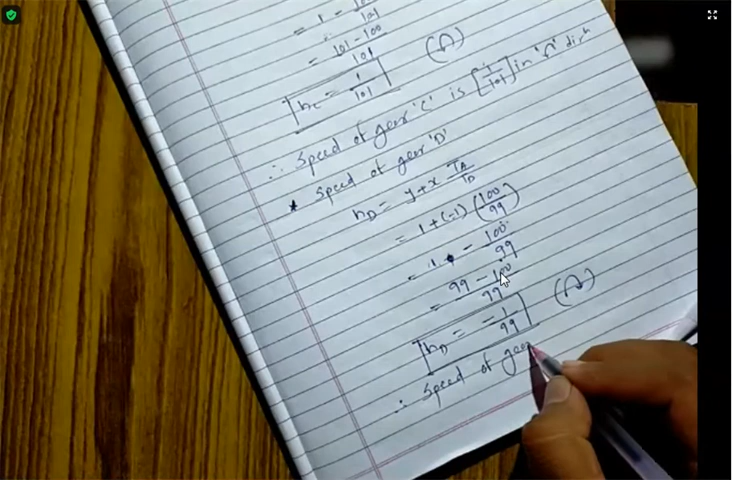 = 1 - 100/101
= 101-100/101
n_C = 1/101 (↷)
∴ Speed of gear 'C' is [1/101] in '↷' dirⁿ
* Speed of gear 'D'
n_D = y+x T_A/T_D
= 1+(-1) (100/99)
= 1 - 100/99
= 99-100/99
n_D = -1/99 (↷)
∴ Speed of gear